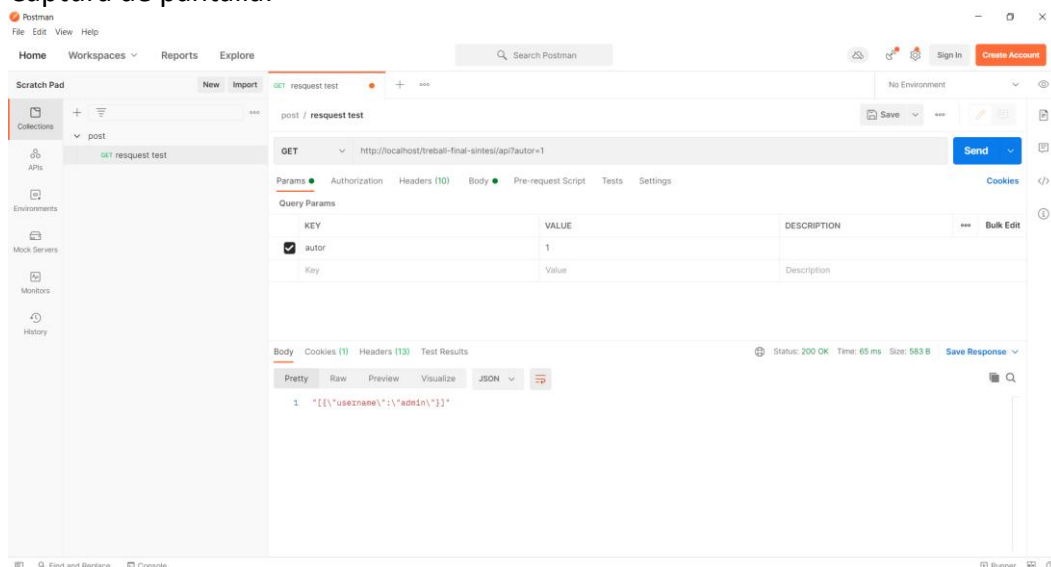 Captura de pantalla:
Postman
File Edit View Help
Home Workspaces Reports Explore
Search Postman
Sign In
Create Account
Scratch Pad
New Import
GET resquest test
No Environment
Collections
post
GET resquest test
APIs
Environments
Mock Servers
Monitors
History
post / resquest test
Save
GET http://localhost/treball-final-sintesi/api?autor=1
Send
Params Authorization Headers (10) Body Pre-request Script Tests Settings
Cookies
Query Params
KEY VALUE DESCRIPTION
Bulk Edit
autor 1
Key Value Description
Body Cookies (1) Headers (13) Test Results
Status: 200 OK Time: 65 ms Size: 583 B Save Response
Pretty Raw Preview Visualize JSON
1 "[{\"username\":\"admin\"}]"
Find and Replace Console
Runner